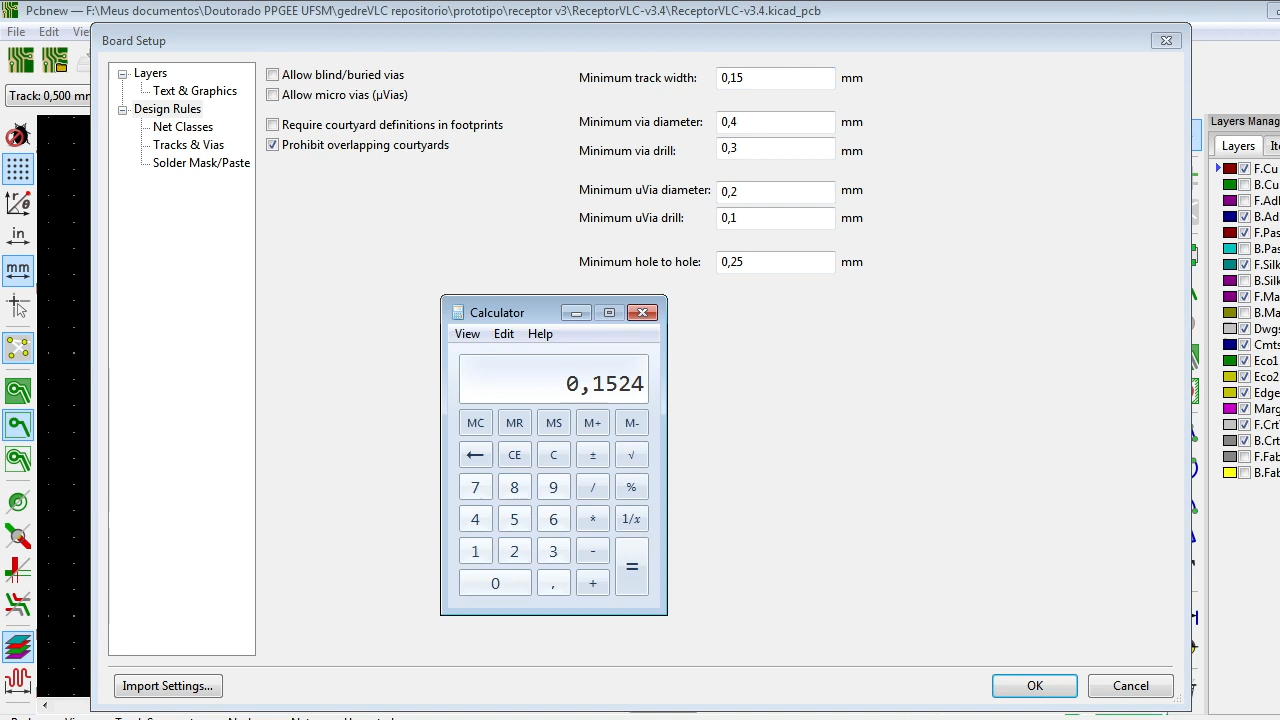 Pcbnew — F:\Meus documentos\Doutorado PPGEE UFSM\gedreVLC repositorio\prototipo\receptor v3\ReceptorVLC-v3.4\ReceptorVLC-v3.4.kicad_pcb
File Edit
Board Setup
Track: 0,500 mm
Layers
Text & Graphics
Design Rules
Net Classes
Tracks & Vias
Solder Mask/Paste
Allow blind/buried vias
Allow micro vias (µVias)
Require courtyard definitions in footprints
Prohibit overlapping courtyards
Minimum track width: 0,15 mm
Minimum via diameter: 0,4 mm
Minimum via drill: 0,3 mm
Minimum uVia diameter: 0,2 mm
Minimum uVia drill: 0,1 mm
Minimum hole to hole: 0,25 mm
in
mm
Calculator
View Edit Help
0,1524
MC MR MS M+ M-
← CE C ± √
7 8 9 / %
4 5 6 * 1/x
1 2 3 - =
0 , +
Import Settings... OK Cancel
Layers Manag
Layers Ite
F.Cu
B.Cu
F.Adl
B.Ad
F.Pas
B.Pas
F.Silk
B.Silk
F.Ma
B.Ma
Dwgs
Cmts
Eco1
Eco2
Edge
Marg
F.CrtY
B.Crt
F.Fab
B.Fab